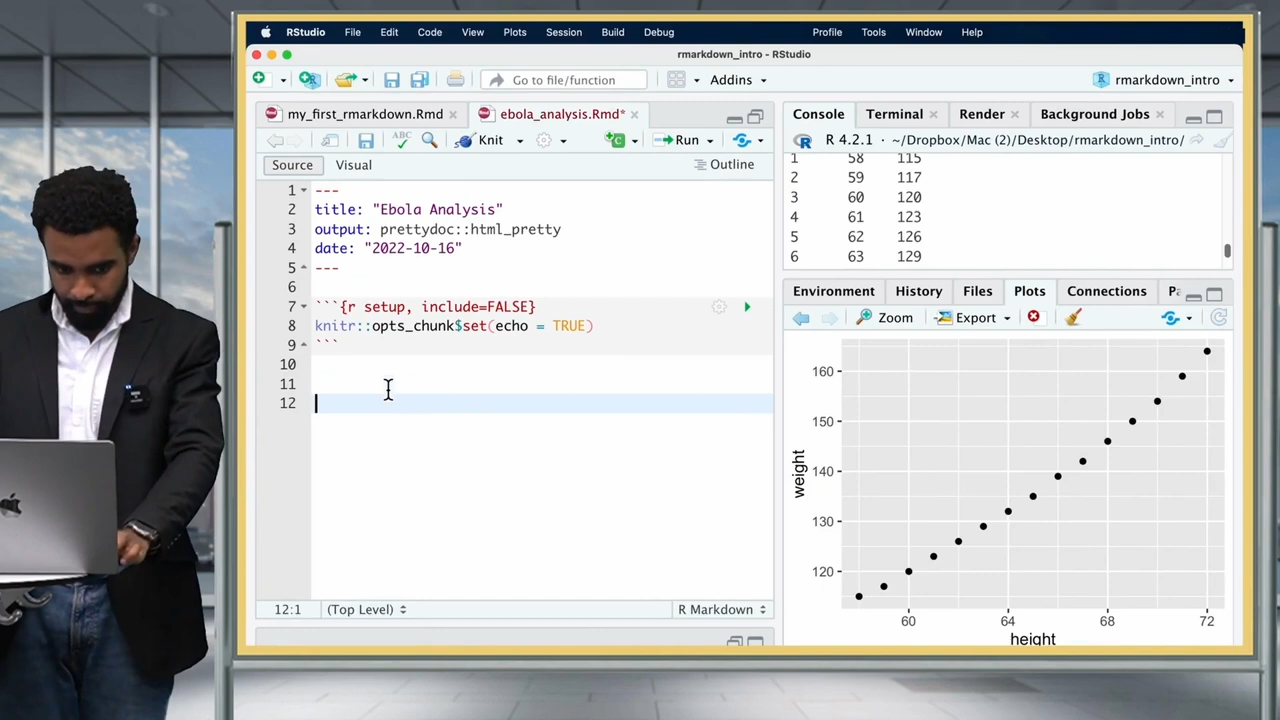 RStudio File Edit Code View Plots Session Build Debug Profile Tools Window Help
rmarkdown_intro - RStudio
Go to file/function Addins rmarkdown_intro
my_first_rmarkdown.Rmd ebola_analysis.Rmd*
ABC Knit Run
Source Visual Outline
1 ---
2 title: "Ebola Analysis"
3 output: prettydoc::html_pretty
4 date: "2022-10-16"
5 ---
6
7 ```{r setup, include=FALSE}
8 knitr::opts_chunk$set(echo = TRUE)
9 ```
10
11
12
12:1 (Top Level) R Markdown
Console Terminal Render Background Jobs
R 4.2.1 · ~/Dropbox/Mac (2)/Desktop/rmarkdown_intro/
1 58 115
2 59 117
3 60 120
4 61 123
5 62 126
6 63 129
Environment History Files Plots Connections
Zoom Export
160
150
140
130
120
weight
60 64 68 72
height